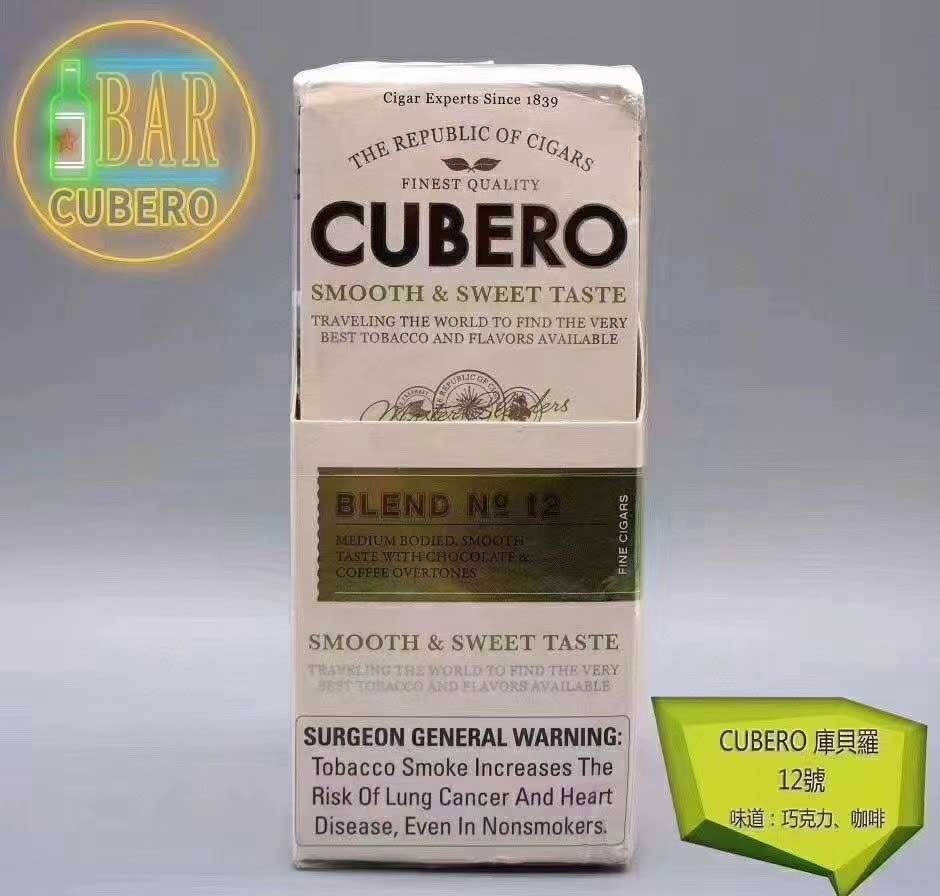 BAR
CUBERO
Cigar Experts Since 1839
THE REPUBLIC OF CIGARS
FINEST QUALITY
CUBERO
SMOOTH & SWEET TASTE
TRAVELING THE WORLD TO FIND THE VERY
BEST TOBACCO AND FLAVORS AVAILABLE
REPUBLIC OF
Master Blenders
BLEND Nº 12
MEDIUM BODIED, SMOOTH
TASTE WITH CHOCOLATE &
COFFEE OVERTONES
FINE CIGARS
SMOOTH & SWEET TASTE
TRAVELING THE WORLD TO FIND THE VERY
BEST TOBACCO AND FLAVORS AVAILABLE
SURGEON GENERAL WARNING:
Tobacco Smoke Increases The
Risk Of Lung Cancer And Heart
Disease, Even In Nonsmokers.
CUBERO 庫貝羅
12號
味道：巧克力、咖啡